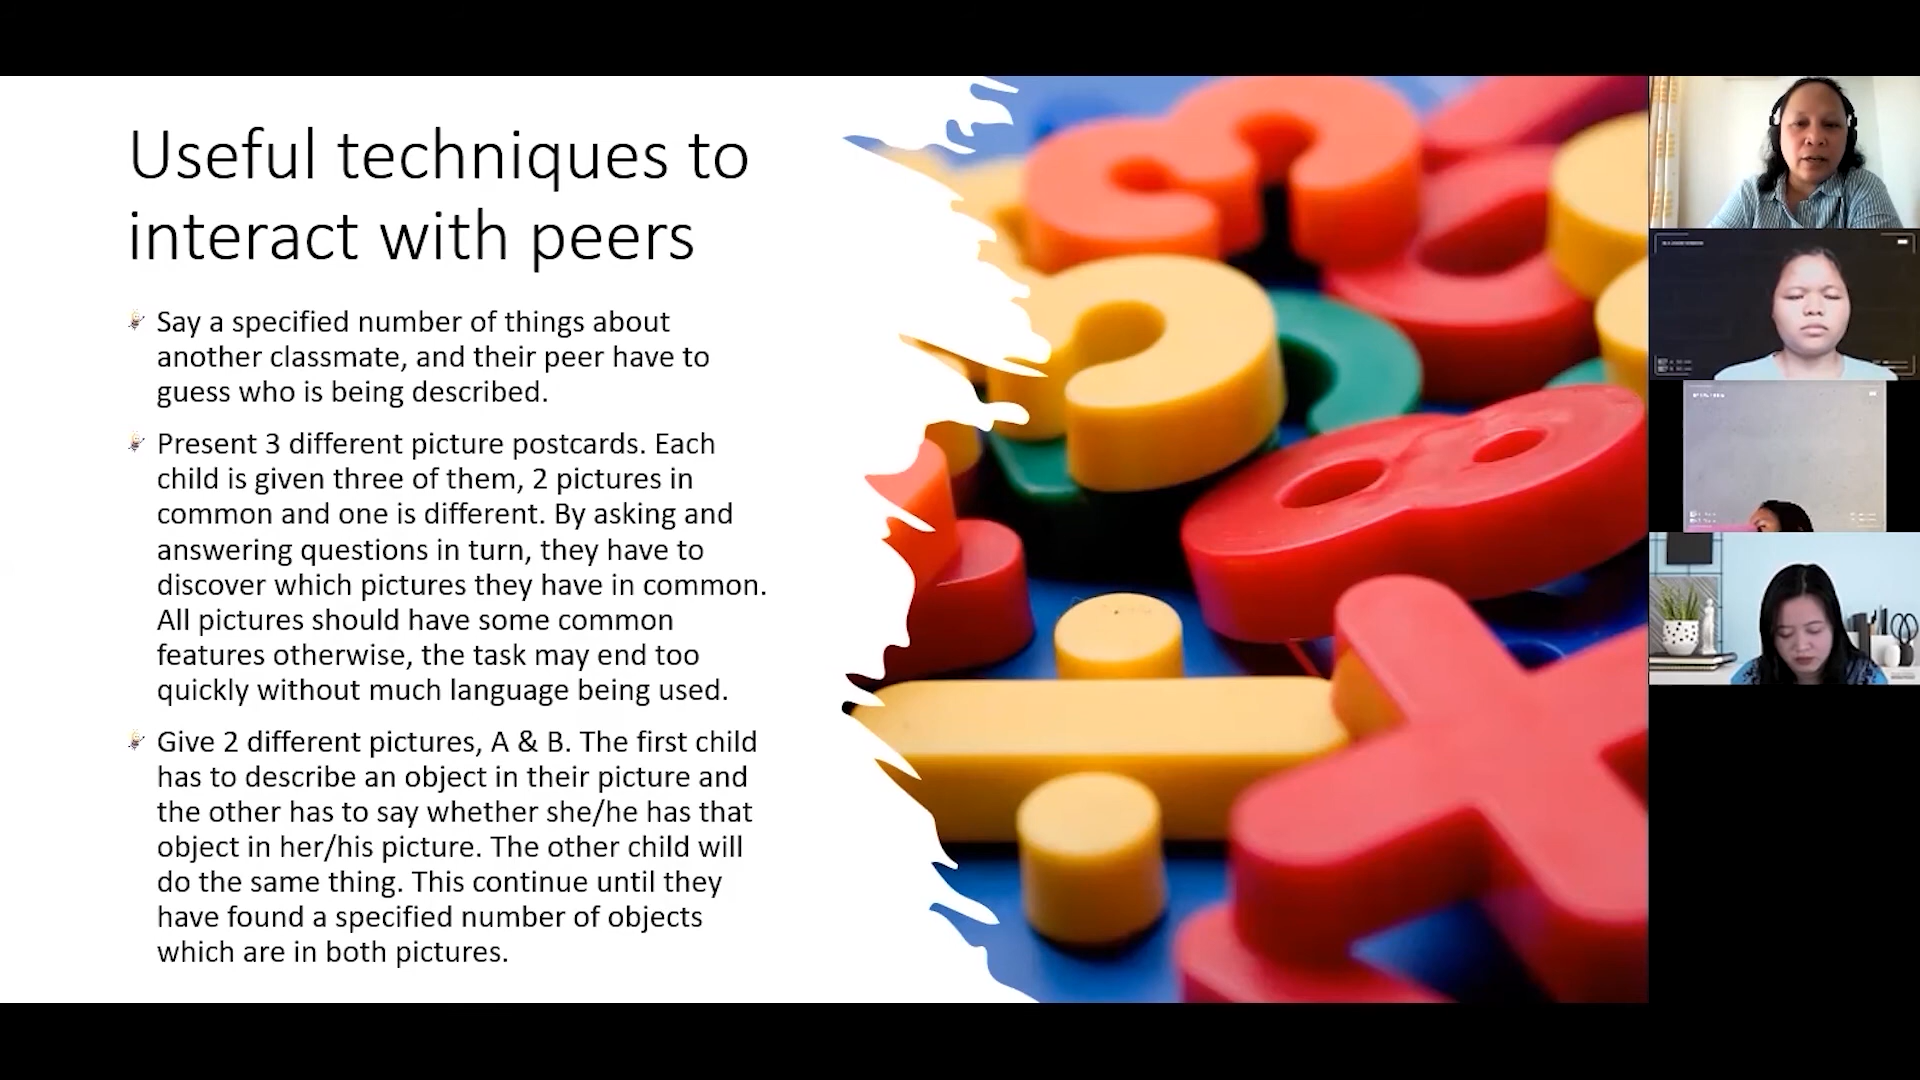 Useful techniques to
interact with peers
Say a specified number of things about
another classmate, and their peer have to
guess who is being described.
Present 3 different picture postcards. Each
child is given three of them, 2 pictures in
common and one is different. By asking and
answering questions in turn, they have to
discover which pictures they have in common.
All pictures should have some common
features otherwise, the task may end too
quickly without much language being used.
Give 2 different pictures, A & B. The first child
has to describe an object in their picture and
the other has to say whether she/he has that
object in her/his picture. The other child will
do the same thing. This continue until they
have found a specified number of objects
which are in both pictures.